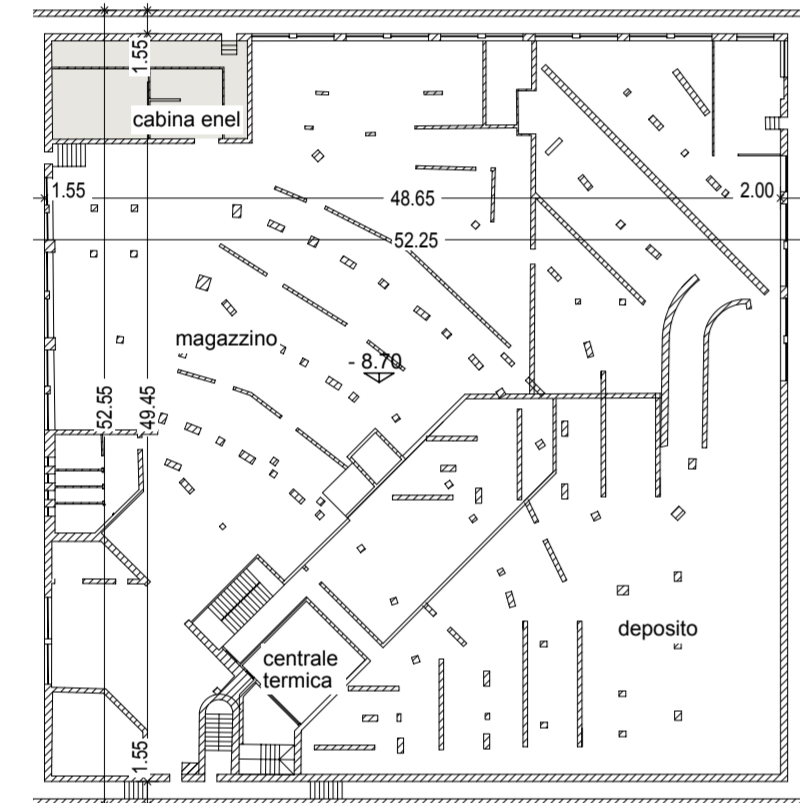 1.55
cabina enel
1.55
48.65
2.00
52.25
magazzino
- 8.70
52.55
49.45
deposito
centrale
termica
1.55